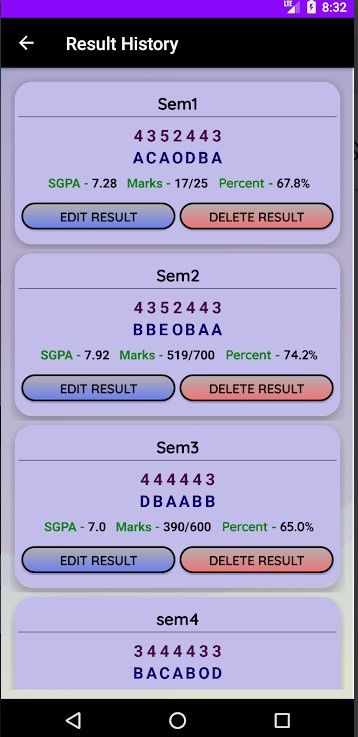 LTE 8:32
Result History
Sem1
4 3 5 2 4 4 3
A C A O D B A
SGPA - 7.28 Marks - 17/25 Percent - 67.8%
EDIT RESULT DELETE RESULT
Sem2
4 3 5 2 4 4 3
B B E O B A A
SGPA - 7.92 Marks - 519/700 Percent - 74.2%
EDIT RESULT DELETE RESULT
Sem3
4 4 4 4 4 3
D B A A B B
SGPA - 7.0 Marks - 390/600 Percent - 65.0%
EDIT RESULT DELETE RESULT
sem4
3 4 4 4 4 3 3
B A C A B O D